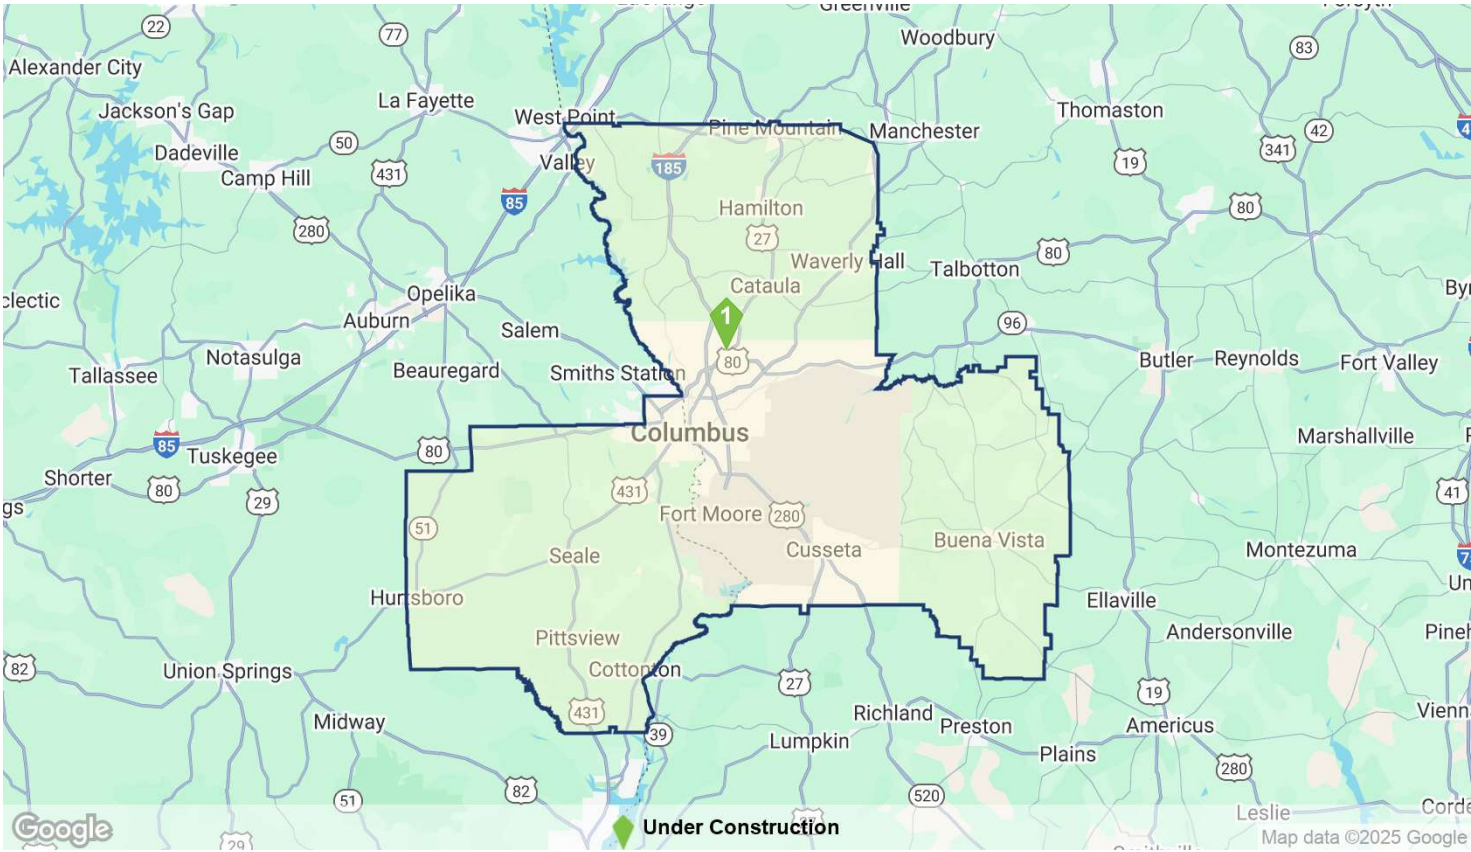 LaGrange
Greenville
Forsyth
22
77
Woodbury
83
Alexander City
La Fayette
Jackson's Gap
West Point
Thomaston
Pine Mountain
Manchester
42
50
Dadeville
Valley
185
341
19
Camp Hill
431
85
80
Hamilton
280
27
Waverly Hall
Talbotton
80
Cataula
Opelika
1
Auburn
Salem
96
Notasulga
80
Butler
Reynolds
Fort Valley
Tallassee
Beauregard
Smiths Station
Columbus
Marshallville
85
80
Tuskegee
Shorter
80
29
431
41
Fort Moore
280
51
Buena Vista
Cusseta
Montezuma
Seale
Hurtsboro
Ellaville
Andersonville
Pittsview
82
Union Springs
Cottonton
27
19
431
Richland
Midway
39
Preston
Americus
Lumpkin
Plains
280
82
51
520
Leslie
Under Construction
Google
29
27
Map data ©2025 Google